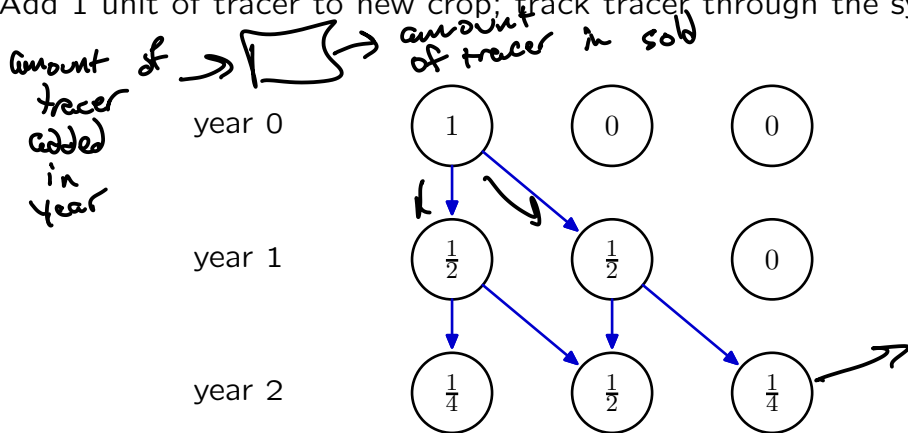 Add 1 unit of tracer to new crop; track tracer through the sy
amount of
tracer
added
in
year
amount
of tracer in sold
year 0 1 0 0
year 1 1/2 1/2 0
year 2 1/4 1/2 1/4